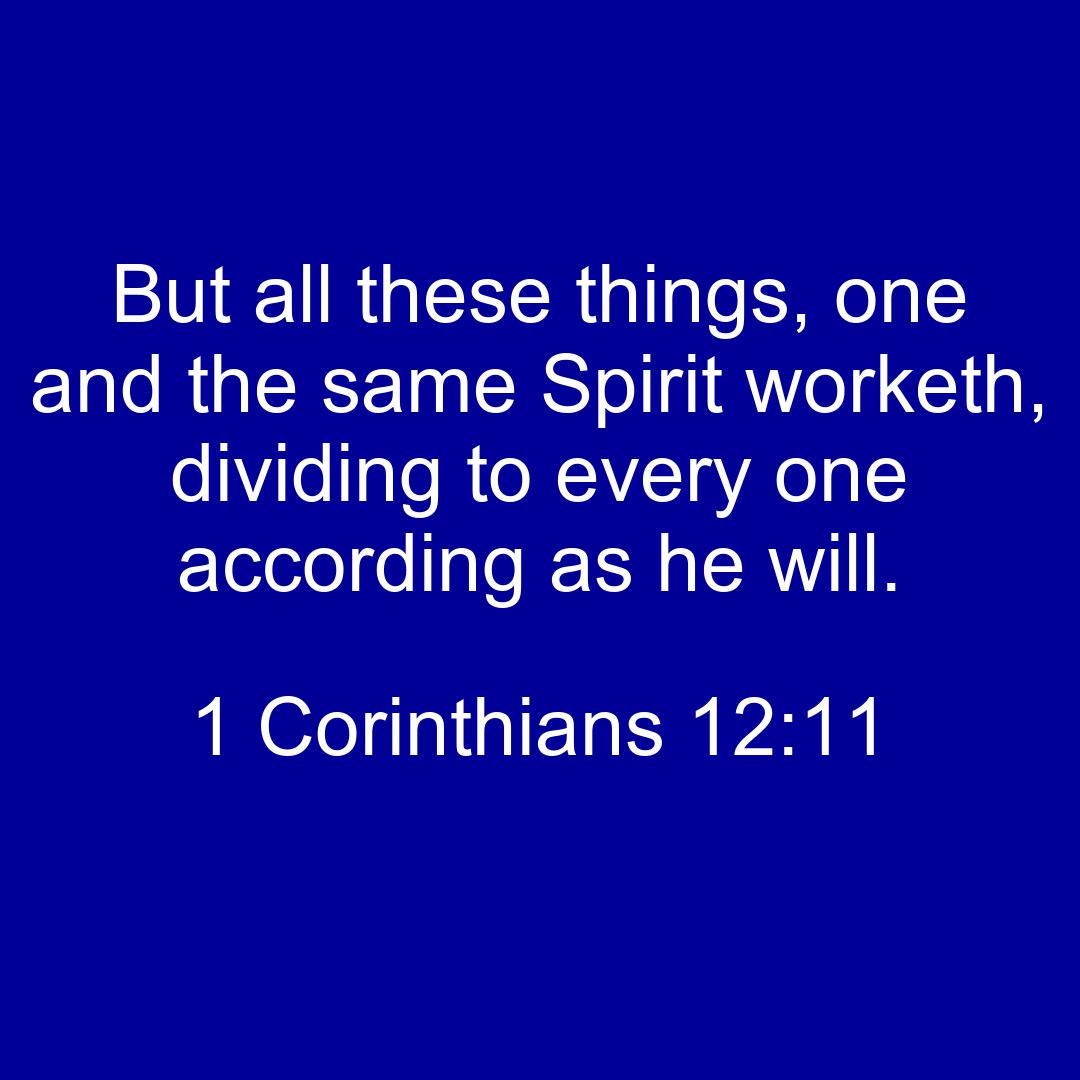 But all these things, one
and the same Spirit worketh,
dividing to every one
according as he will.
1 Corinthians 12:11